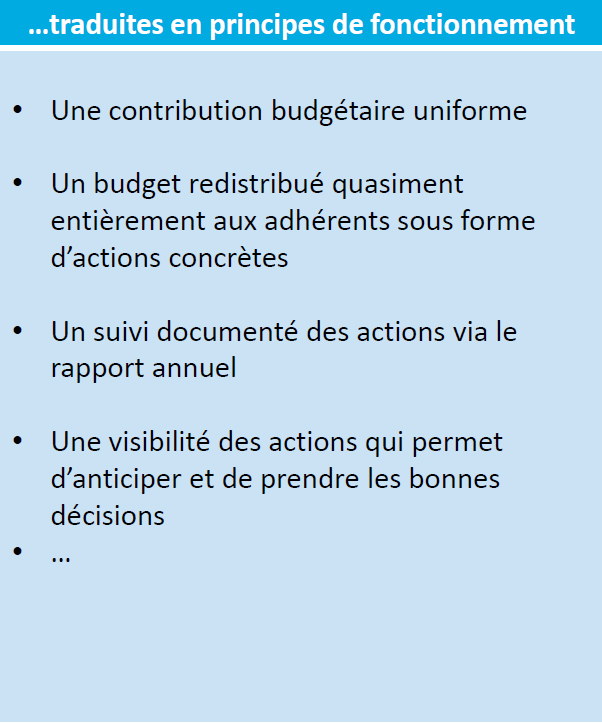 ...traduites en principes de fonctionnement
• Une contribution budgétaire uniforme
• Un budget redistribué quasiment
entièrement aux adhérents sous forme
d’actions concrètes
• Un suivi documenté des actions via le
rapport annuel
• Une visibilité des actions qui permet
d’anticiper et de prendre les bonnes
décisions
• ...